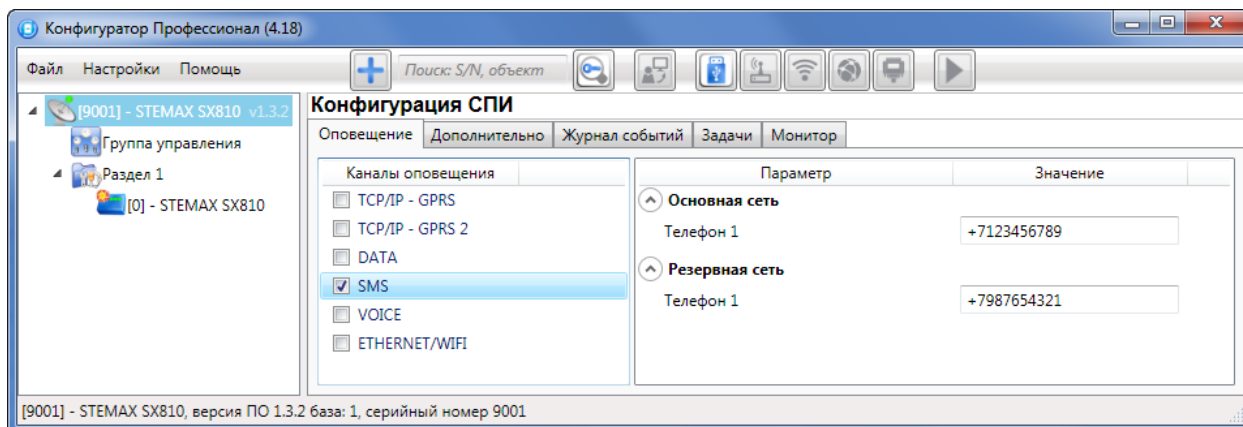 Конфигуратор Профессионал (4.18)
Файл Настройки Помощь Поиск: S/N, объект
[9001] - STEMAX SX810 v1.3.2
Группа управления
Раздел 1
[0] - STEMAX SX810
Конфигурация СПИ
Оповещение Дополнительно Журнал событий Задачи Монитор
Каналы оповещения
TCP/IP - GPRS
TCP/IP - GPRS 2
DATA
SMS
VOICE
ETHERNET/WIFI
Параметр Значение
Основная сеть
Телефон 1 +7123456789
Резервная сеть
Телефон 1 +7987654321
[9001] - STEMAX SX810, версия ПО 1.3.2 база: 1, серийный номер 9001